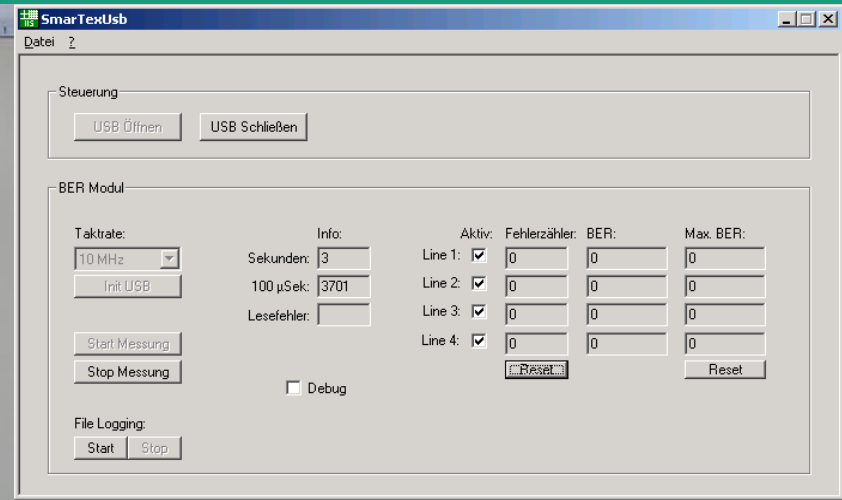 SmarTexUsb
Datei ?
Steuerung
USB Öffnen USB Schließen
BER Modul
Taktrate: Info: Aktiv: Fehlerzähler: BER: Max. BER:
10 MHz Sekunden: 3 Line 1: 0 0 0
Init USB 100 µSek: 3701 Line 2: 0 0 0
Lesefehler: Line 3: 0 0 0
Start Messung Line 4: 0 0 0
Stop Messung Reset Reset
Debug
File Logging:
Start Stop